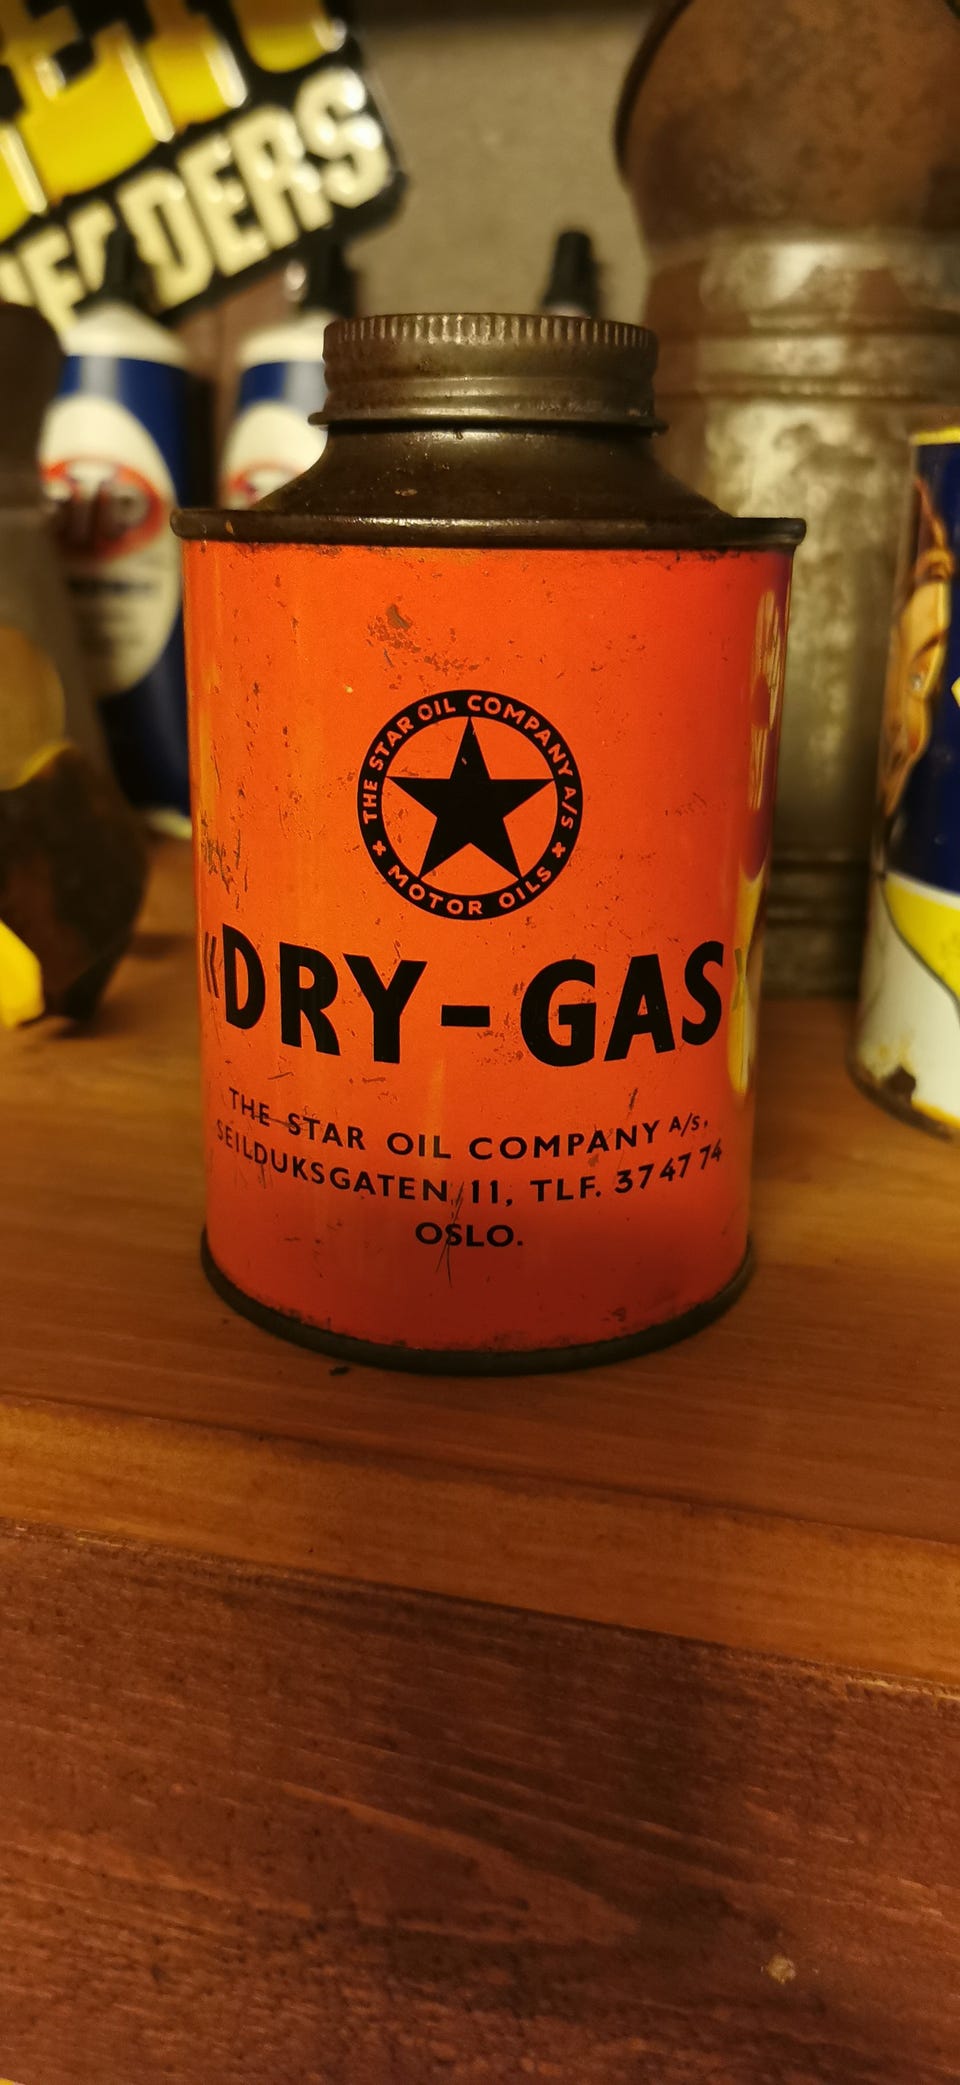 DERS
STP
THE STAR OIL COMPANY A/S
MOTOR OILS
«DRY-GAS»
THE STAR OIL COMPANY A/S.
SEILDUKSGATEN 11, TLF. 37 47 74
OSLO.